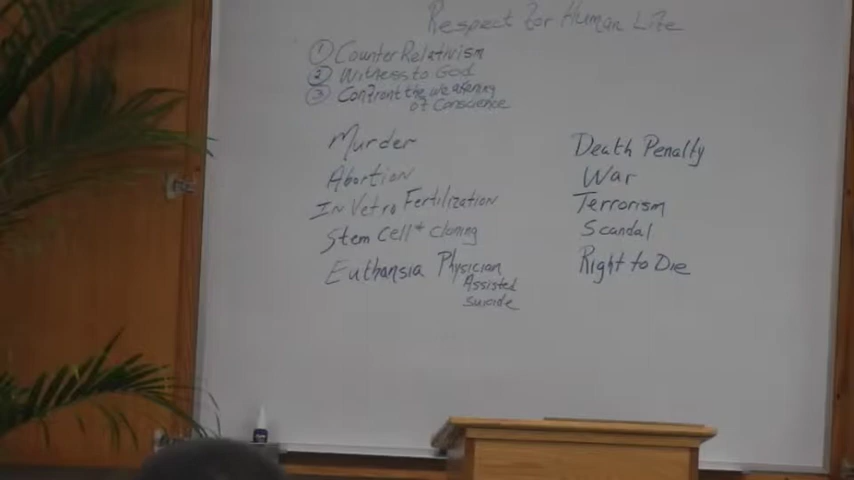 Respect for Human Life
① Counter Relativism
② Witness to God
③ Confront the weakening
of Conscience
Murder
Abortion
In Vetro Fertilization
Stem Cell + Cloning
Euthansia Physician
Assisted
Suicide
Death Penalty
War
Terrorism
Scandal
Right to Die